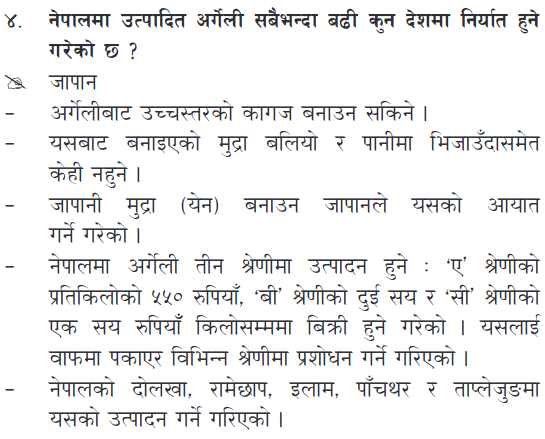 ४. नेपालमा उत्पादित अर्गेली सबैभन्दा बढी कुन देशमा निर्यात हुने
गरेको छ ?
जापान
– अर्गेलीबाट उच्चस्तरको कागज बनाउन सकिने ।
– यसबाट बनाइएको मुद्रा बलियो र पानीमा भिजाउँदासमेत
केही नहुने ।
– जापानी मुद्रा (येन) बनाउन जापानले यसको आयात
गर्ने गरेको ।
– नेपालमा अर्गेली तीन श्रेणीमा उत्पादन हुने : ‘ए’ श्रेणीको
प्रतिकिलोको ५५० रुपियाँ, ‘बी’ श्रेणीको दुई सय र ‘सी’ श्रेणीको
एक सय रुपियाँ किलोसम्ममा बिक्री हुने गरेको । यसलाई
वाफमा पकाएर विभिन्न श्रेणीमा प्रशोधन गर्ने गरिएको ।
– नेपालको दोलखा, रामेछाप, इलाम, पाँचथर र ताप्लेजुङमा
यसको उत्पादन गर्ने गरिएको ।